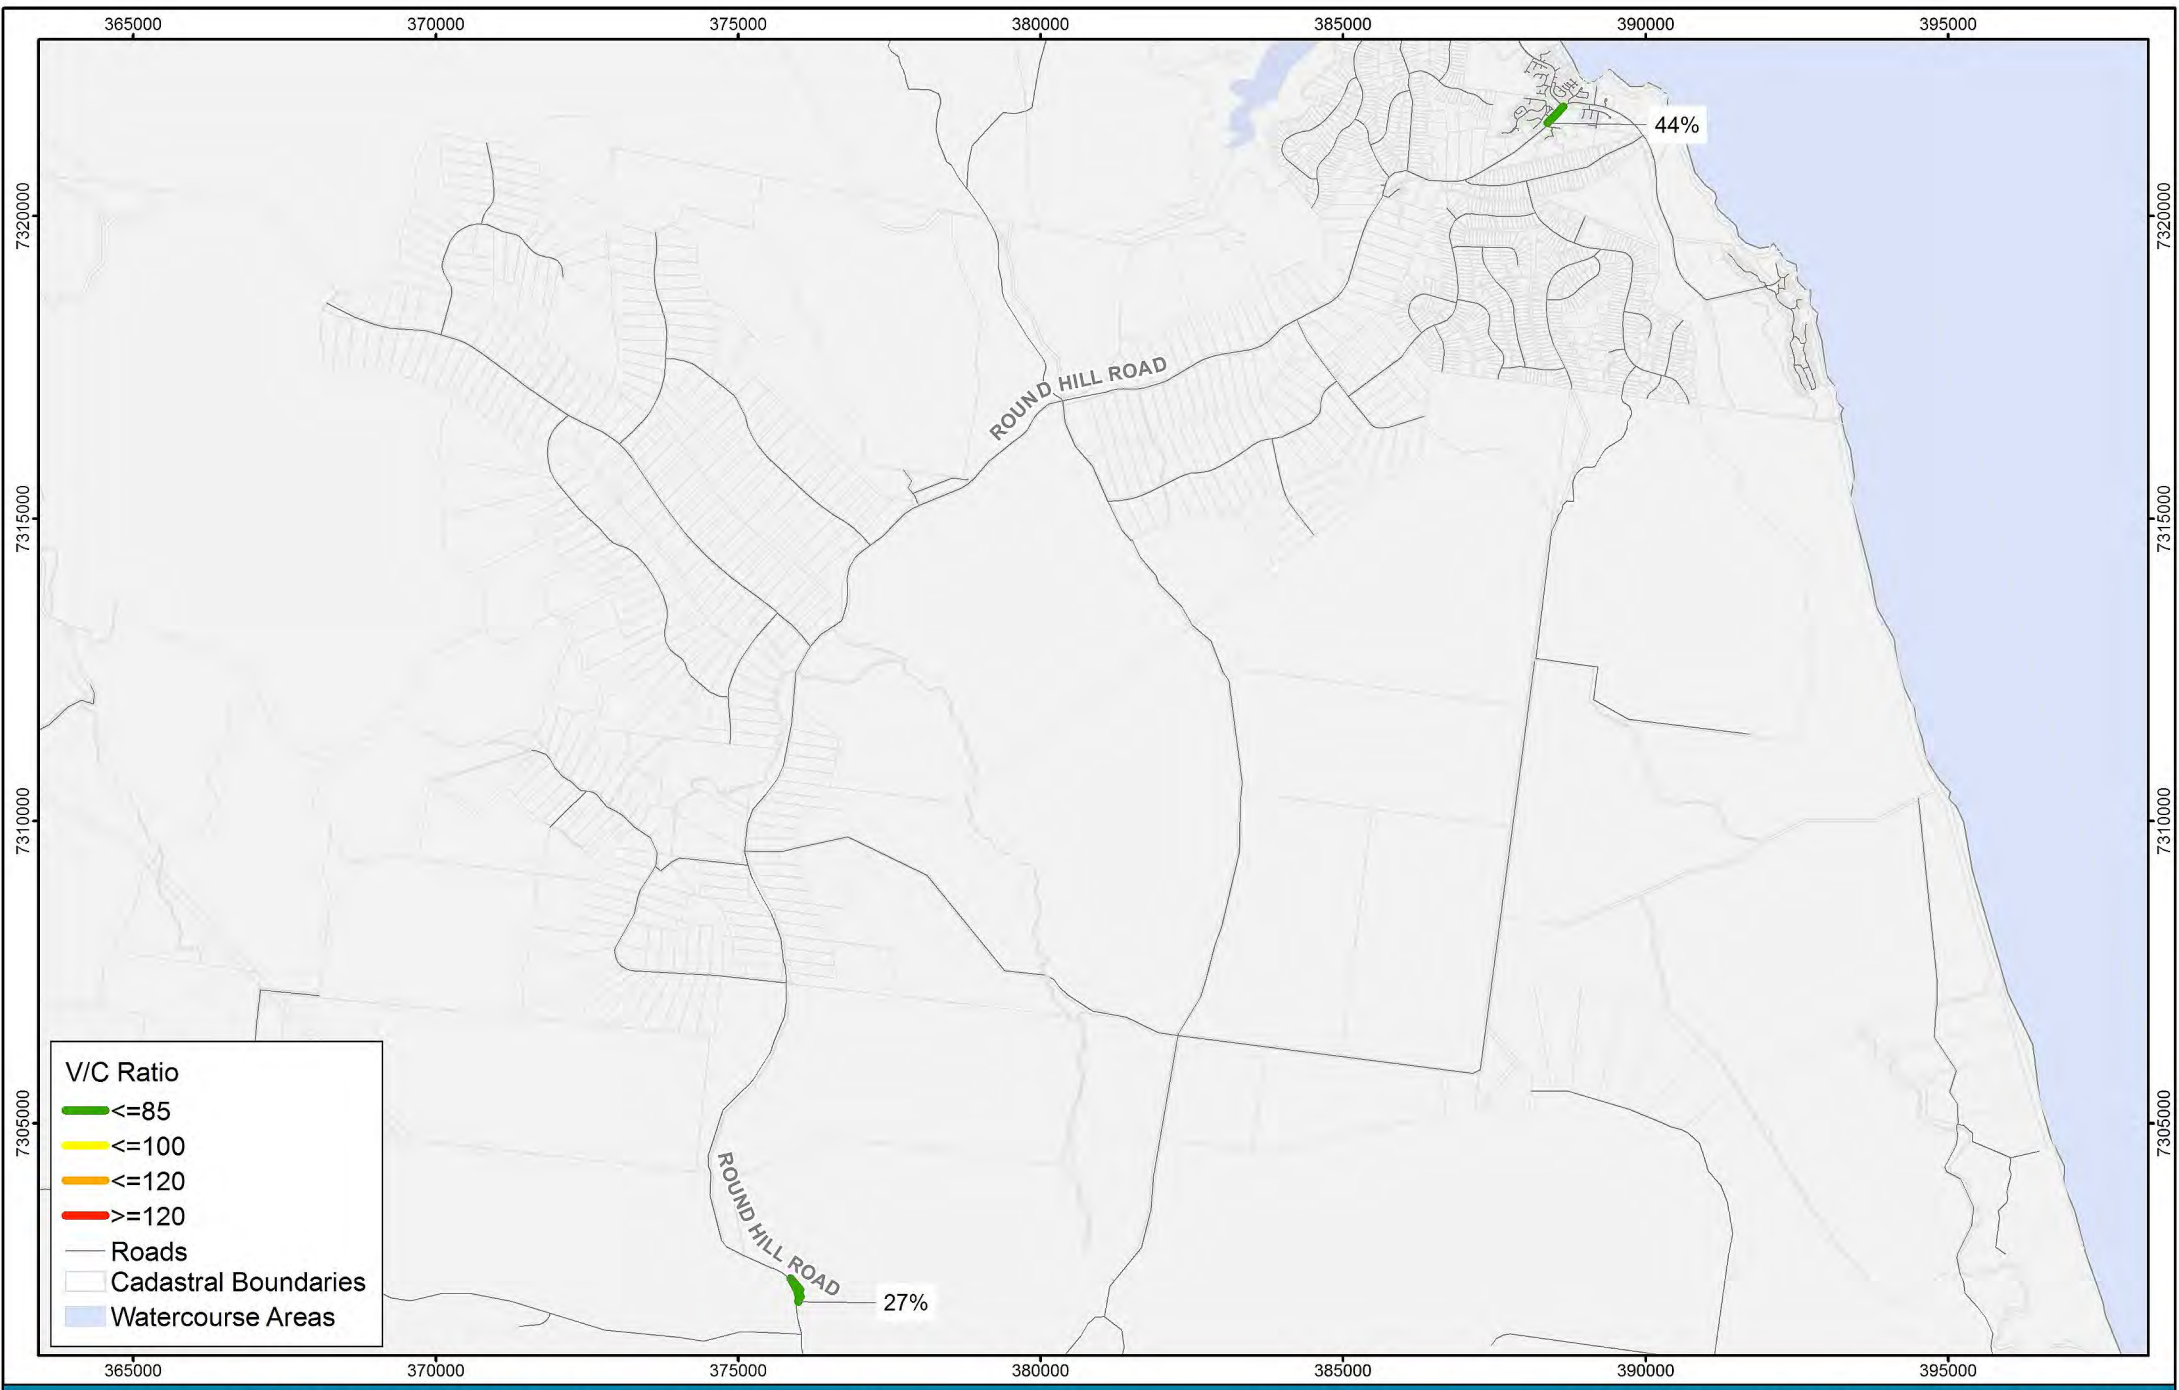 365000 370000 375000 380000 385000 390000 395000
44%
7320000 7320000
ROUND HILL ROAD
7315000 7315000
7310000 7310000
V/C Ratio
<=85
<=100
<=120
>=120
Roads
Cadastral Boundaries
Watercourse Areas
7305000 7305000
ROUND HILL ROAD
27%
365000 370000 375000 380000 385000 390000 395000